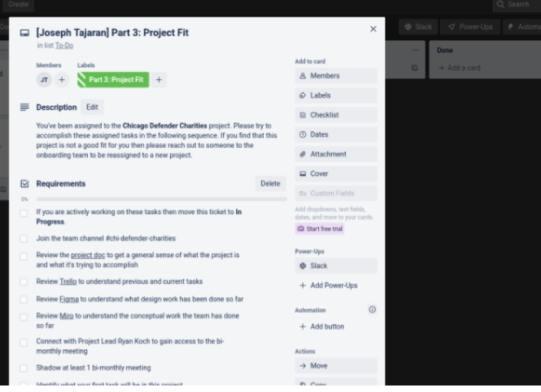 Create
Search
[Joseph Tajaran] Part 3: Project Fit
in list To-Do
Members
Labels
JT
Part 3: Project Fit
Description
Edit
You've been assigned to the Chicago Defender Charities project. Please try to
accomplish these assigned tasks in the following sequence. If you find that this
project is not a good fit for you then please reach out to someone to the
onboarding team to be reassigned to a new project.
Requirements
Delete
0%
If you are actively working on these tasks then move this ticket to In
Progress.
Join the team channel #chi-defender-charities
Review the project doc to get a general sense of what the project is
and what it's trying to accomplish
Review Trello to understand previous and current tasks
Review Figma to understand what design work has been done so far
Review Miro to understand the conceptual work the team has done
so far
Connect with Project Lead Ryan Koch to gain access to the bi-
monthly meeting
Shadow at least 1 bi-monthly meeting
Identify what your first task will be in this project
Add to card
Members
Labels
Checklist
Dates
Attachment
Cover
Custom Fields
Add dropdowns, text fields,
dates, and more to your cards.
Start free trial
Power-Ups
Slack
+ Add Power-Ups
Automation
+ Add button
Actions
→ Move
Copy
Slack
Power-Ups
Done
+ Add a card